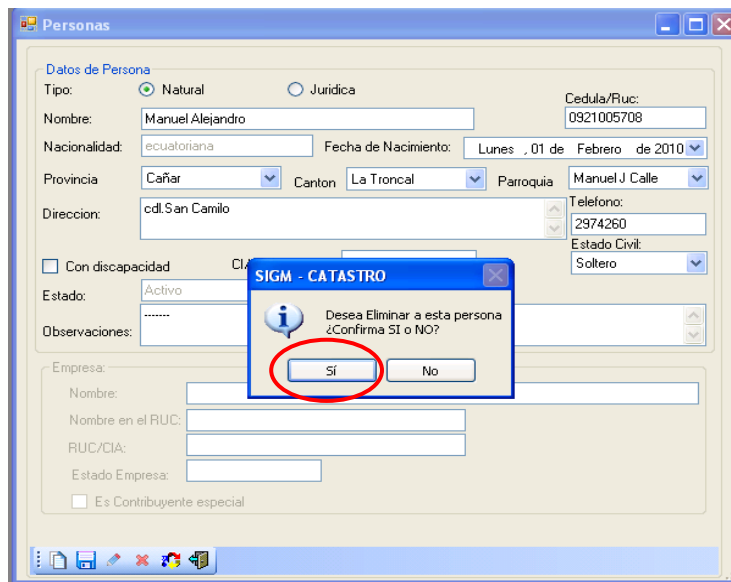 Personas
Datos de Persona
Tipo: Natural Juridica
Cedula/Ruc:
Nombre: Manuel Alejandro 0921005708
Nacionalidad: ecuatoriana Fecha de Nacimiento: Lunes , 01 de Febrero de 2010
Provincia Cañar Canton La Troncal Parroquia Manuel J Calle
Telefono:
Direccion: cdl.San Camilo 2974260
Estado Civil:
Con discapacidad Soltero
SIGM - CATASTRO
Estado: Activo
Observaciones: -------
Desea Eliminar a esta persona
¿Confirma SI o NO?
Sí No
Empresa:
Nombre:
Nombre en el RUC:
RUC/CIA:
Estado Empresa:
Es Contribuyente especial